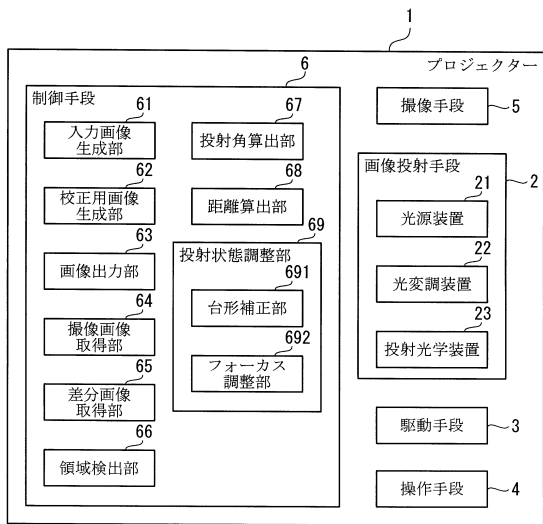 1
プロジェクター
6
制御手段
61
入力画像
生成部
62
校正用画像
生成部
63
画像出力部
64
撮像画像
取得部
65
差分画像
取得部
66
領域検出部
67
投射角算出部
68
距離算出部
69
投射状態調整部
691
台形補正部
692
フォーカス
調整部
撮像手段
5
画像投射手段
2
21
光源装置
22
光変調装置
23
投射光学装置
駆動手段
3
操作手段
4